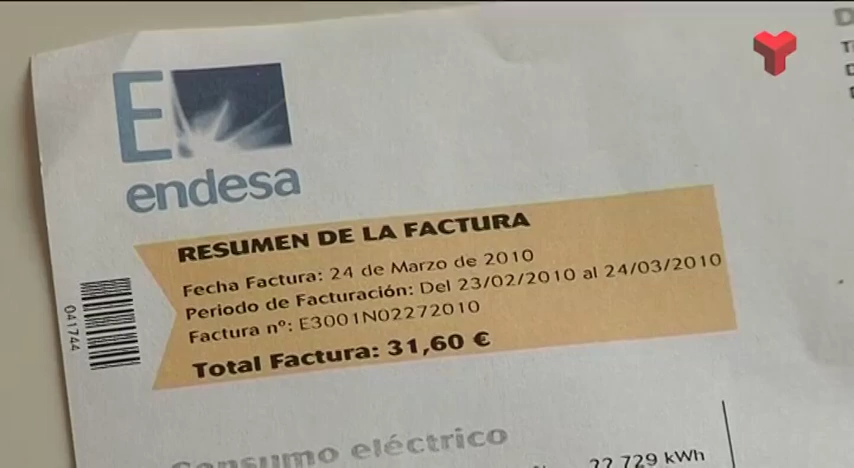 E
endesa
RESUMEN DE LA FACTURA
Fecha Factura: 24 de Marzo de 2010
Periodo de Facturación: Del 23/02/2010 al 24/03/2010
Factura nº: E3001N02272010
Total Factura: 31,60 €
041744
Consumo eléctrico
22.729 kWh